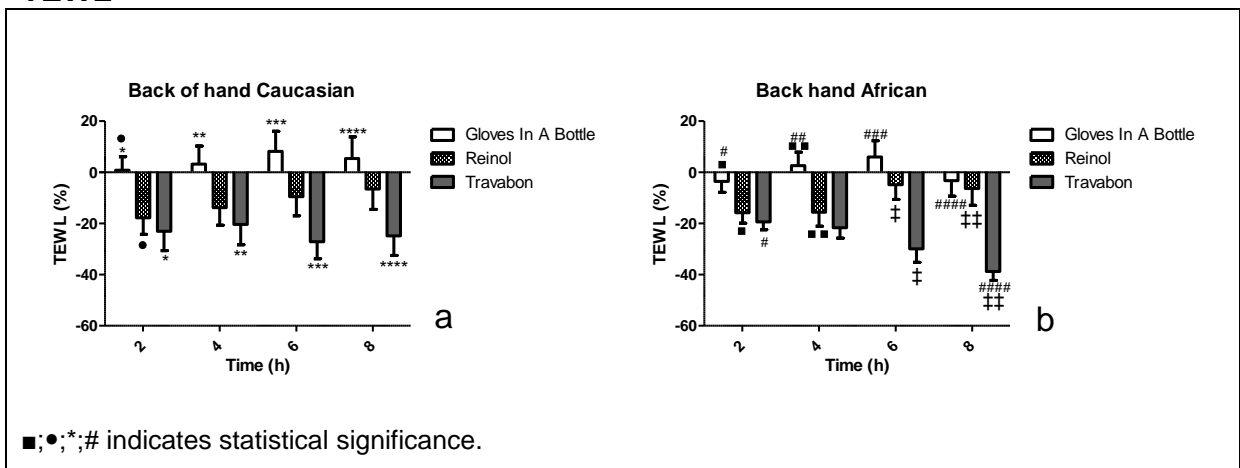 Back of hand Caucasian
20
0
-20
-40
-60
TEWL (%)
● * ** *** ****
● * ** *** ****
2 4 6 8
Time (h)
Gloves In A Bottle
Reinol
Travabon
a
Back hand African
20
0
-20
-40
-60
TEWL (%)
# ## ###
■ ■■
■ # ■■ ‡ ‡ #### ‡‡ #### ‡‡
2 4 6 8
Time (h)
Gloves In A Bottle
Reinol
Travabon
b
■;●;*;# indicates statistical significance.